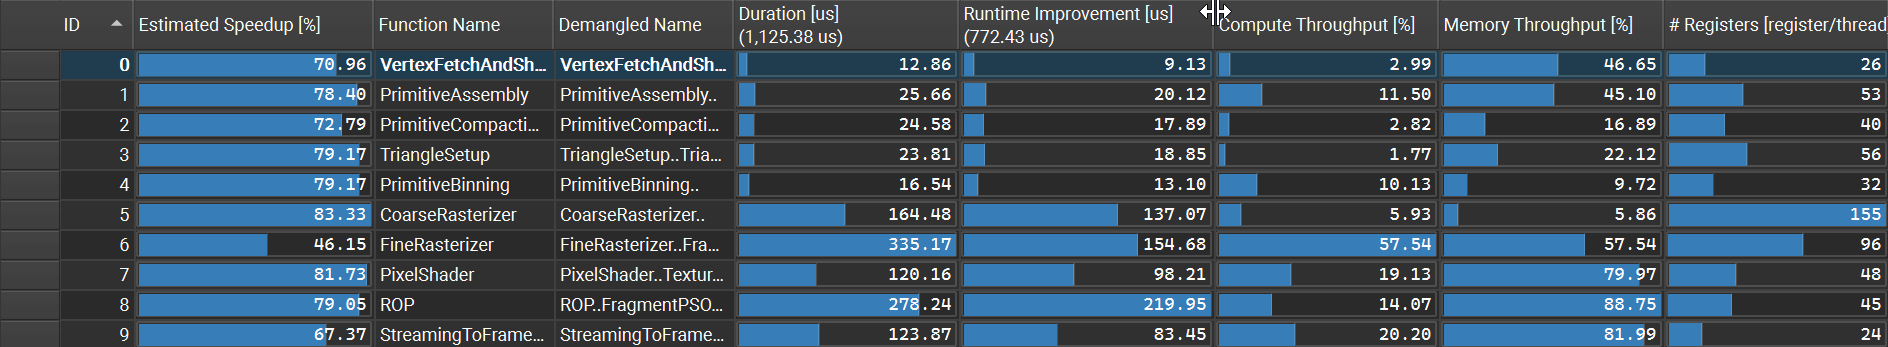 ID Estimated Speedup [%] Function Name Demangled Name Duration [us] (1,125.38 us) Runtime Improvement [us] (772.43 us) Compute Throughput [%] Memory Throughput [%] # Registers [register/thread
0 70.96 VertexFetchAndSh... VertexFetchAndSh... 12.86 9.13 2.99 46.65 26
1 78.40 PrimitiveAssembly PrimitiveAssembly.. 25.66 20.12 11.50 45.10 53
2 72.79 PrimitiveCompacti... PrimitiveCompacti... 24.58 17.89 2.82 16.89 40
3 79.17 TriangleSetup TriangleSetup..Tria... 23.81 18.85 1.77 22.12 56
4 79.17 PrimitiveBinning PrimitiveBinning.. 16.54 13.10 10.13 9.72 32
5 83.33 CoarseRasterizer CoarseRasterizer.. 164.48 137.07 5.93 5.86 155
6 46.15 FineRasterizer FineRasterizer..Fra... 335.17 154.68 57.54 57.54 96
7 81.73 PixelShader PixelShader..Textur... 120.16 98.21 19.13 79.97 48
8 79.05 ROP ROP..FragmentPSO... 278.24 219.95 14.07 88.75 45
9 67.37 StreamingToFrame... StreamingToFrame... 123.87 83.45 20.20 81.99 24